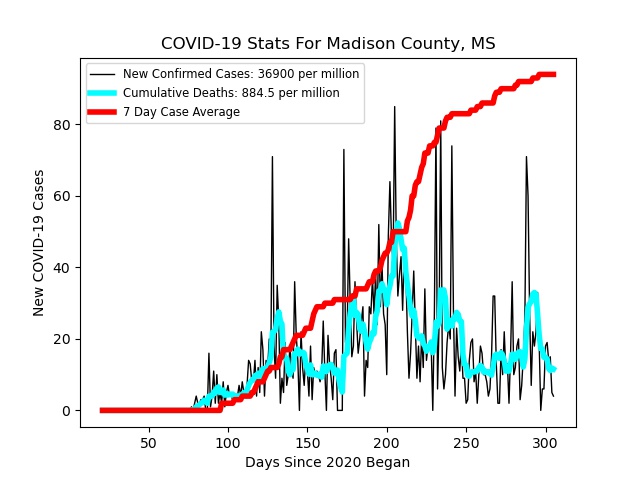 COVID-19 Stats For Madison County, MS
New Confirmed Cases: 36900 per million
Cumulative Deaths: 884.5 per million
7 Day Case Average
New COVID-19 Cases
80
60
40
20
0
50 100 150 200 250 300
Days Since 2020 Began